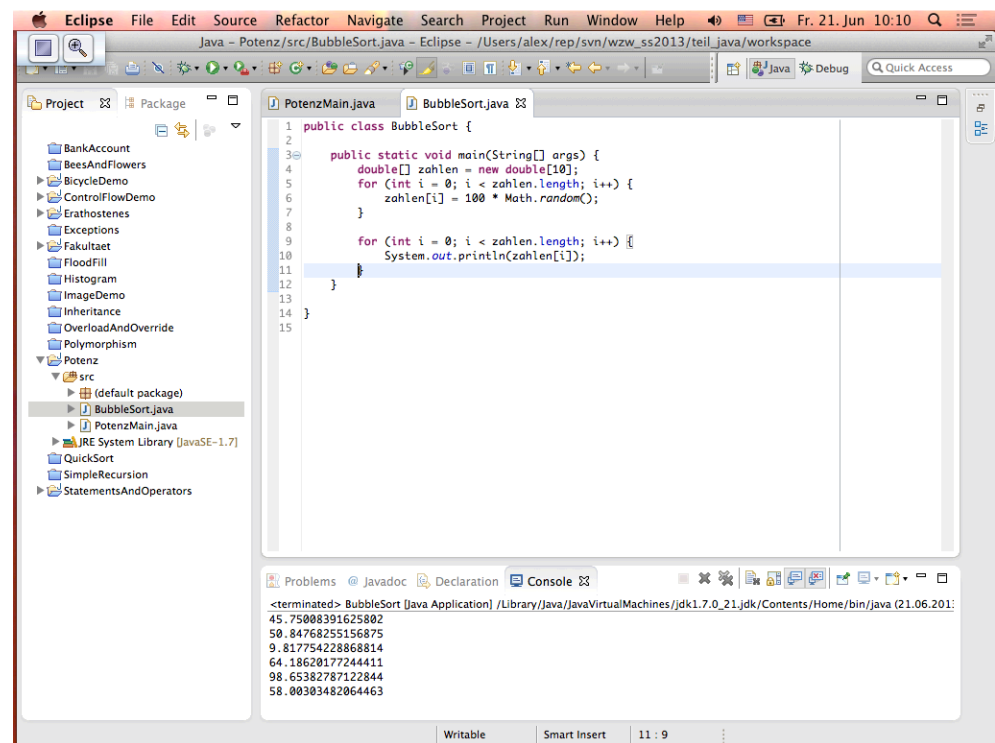 Eclipse File Edit Source Refactor Navigate Search Project Run Window Help Fr. 21. Jun 10:10
Java – Potenz/src/BubbleSort.java – Eclipse – /Users/alex/rep/svn/wzw_ss2013/teil_java/workspace
Java Debug Quick Access
Project Package
BankAccount
BeesAndFlowers
BicycleDemo
ControlFlowDemo
Erathostenes
Exceptions
Fakultaet
FloodFill
Histogram
ImageDemo
Inheritance
OverloadAndOverride
Polymorphism
Potenz
src
(default package)
BubbleSort.java
PotenzMain.java
JRE System Library [JavaSE-1.7]
QuickSort
SimpleRecursion
StatementsAndOperators
PotenzMain.java BubbleSort.java
1 public class BubbleSort {
2
3 public static void main(String[] args) {
4 double[] zahlen = new double[10];
5 for (int i = 0; i < zahlen.length; i++) {
6 zahlen[i] = 100 * Math.random();
7 }
8
9 for (int i = 0; i < zahlen.length; i++) {
10 System.out.println(zahlen[i]);
11 }
12 }
13
14 }
15
Problems Javadoc Declaration Console
<terminated> BubbleSort [Java Application] /Library/Java/JavaVirtualMachines/jdk1.7.0_21.jdk/Contents/Home/bin/java (21.06.201
45.75008391625802
50.84768255156875
9.817754228868814
64.18620177244411
98.65382787122844
58.00303482064463
Writable Smart Insert 11 : 9